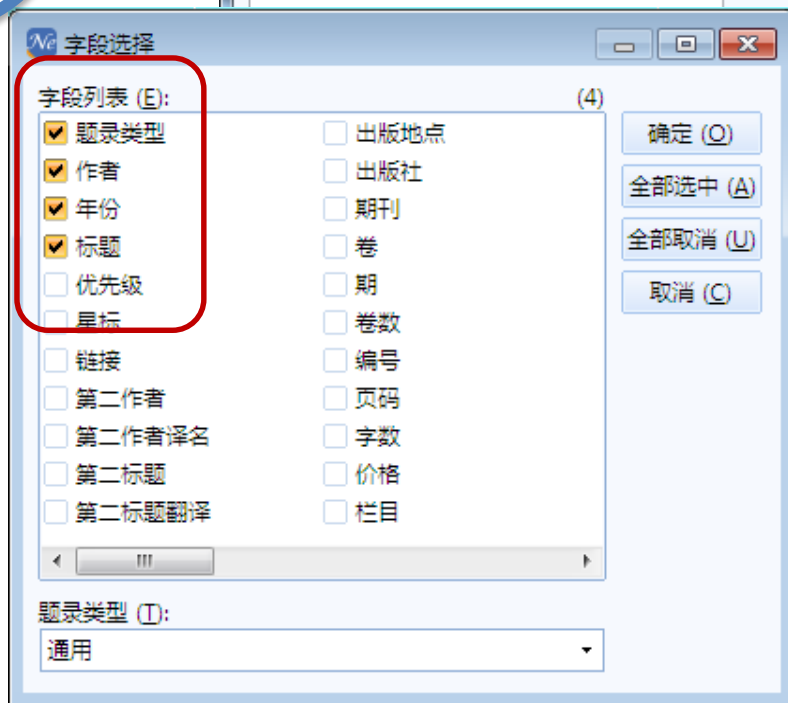 Ne 字段选择
字段列表 (E): (4)
题录类型 出版地点
作者 出版社
年份 期刊
标题 卷
优先级 期
星标 卷数
链接 编号
第二作者 页码
第二作者译名 字数
第二标题 价格
第二标题翻译 栏目
确定 (O)
全部选中 (A)
全部取消 (U)
取消 (C)
题录类型 (T):
通用